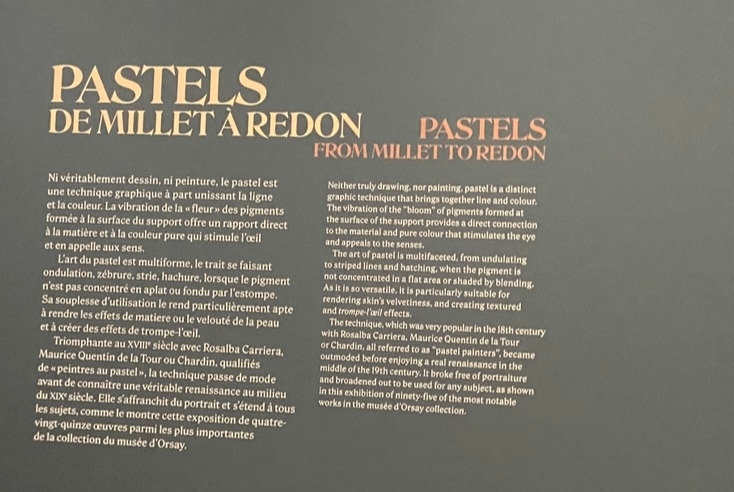 PASTELS
DE MILLET À REDON
Ni véritablement dessin, ni peinture, le pastel est
une technique graphique à part unissant la ligne
et la couleur. La vibration de la « fleur » des pigments
formée à la surface du support offre un rapport direct
à la matière et à la couleur pure qui stimule l'œil
et en appelle aux sens.
L'art du pastel est multiforme, le trait se faisant
ondulation, zébrure, strie, hachure, lorsque le pigment
n'est pas concentré en aplat ou fondu par l'estompe.
Sa souplesse d'utilisation le rend particulièrement apte
à rendre les effets de matiere ou le velouté de la peau
et à créer des effets de trompe-l'œil.
Triomphante au XVIIIe siècle avec Rosalba Carriera,
Maurice Quentin de la Tour ou Chardin, qualifiés
de « peintres au pastel », la technique passe de mode
avant de connaître une véritable renaissance au milieu
du XIXe siècle. Elle s'affranchit du portrait et s'étend à tous
les sujets, comme le montre cette exposition de quatre-
vingt-quinze œuvres parmi les plus importantes
de la collection du musée d'Orsay.
PASTELS
FROM MILLET TO REDON
Neither truly drawing, nor painting, pastel is a distinct
graphic technique that brings together line and colour.
The vibration of the "bloom" of pigments formed at
the surface of the support provides a direct connection
to the material and pure colour that stimulates the eye
and appeals to the senses.
The art of pastel is multifaceted, from undulating
to striped lines and hatching, when the pigment is
not concentrated in a flat area or shaded by blending.
As it is so versatile, it is particularly suitable for
rendering skin's velvetiness, and creating textured
and trompe-l'œil effects.
The technique, which was very popular in the 18th century
with Rosalba Carriera, Maurice Quentin de la Tour
or Chardin, all referred to as "pastel painters", became
outmoded before enjoying a real renaissance in the
middle of the 19th century. It broke free of portraiture
and broadened out to be used for any subject, as shown
in this exhibition of ninety-five of the most notable
works in the musée d'Orsay collection.